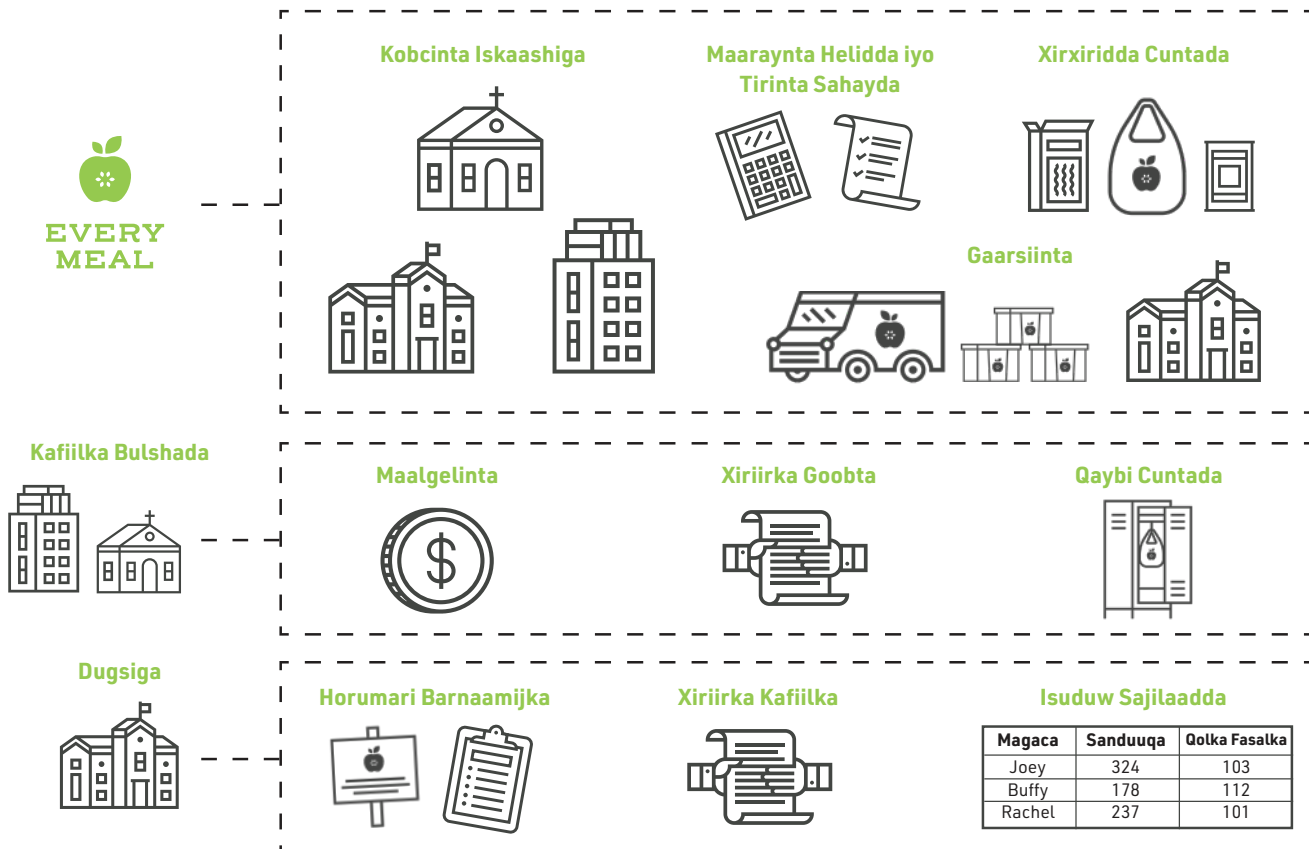 EVERY
MEAL
Kobcinta Iskaashiga
Maaraynta Helidda iyo
Tirinta Sahayda
Xirxiridda Cuntada
Gaarsiinta
Kafiilka Bulshada
Maalgelinta
$
Xiriirka Goobta
Qaybi Cuntada
Dugsiga
Horumari Barnaamijka
Xiriirka Kafiilka
Isuduw Sajilaadda
Magaca Sanduuqa Qolka Fasalka
Joey 324 103
Buffy 178 112
Rachel 237 101